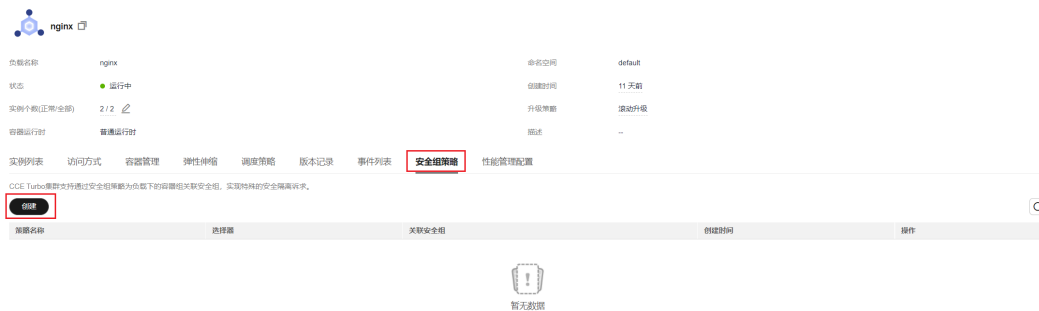 nginx
负载名称 nginx 命名空间 default
状态 运行中 创建时间 11 天前
实例个数(正常/全部) 2 / 2 升级策略 滚动升级
容器运行时 普通运行时 描述 --
实例列表 访问方式 容器管理 弹性伸缩 调度策略 版本记录 事件列表 安全组策略 性能管理配置
CCE Turbo集群支持通过安全组策略为负载下的容器组关联安全组，实现特殊的安全隔离诉求。
创建
策略名称 选择器 关联安全组 创建时间 操作
暂无数据